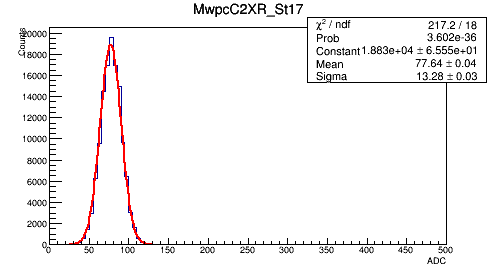 MwpcC2XR_St17
χ² / ndf 217.2 / 18
Prob 3.602e-36
Constant 1.883e+04 ± 6.555e+01
Mean 77.64 ± 0.04
Sigma 13.28 ± 0.03
Counts
20000
18000
16000
14000
12000
10000
8000
6000
4000
2000
0
0 50 100 150 200 250 300 350 400 450 500
ADC